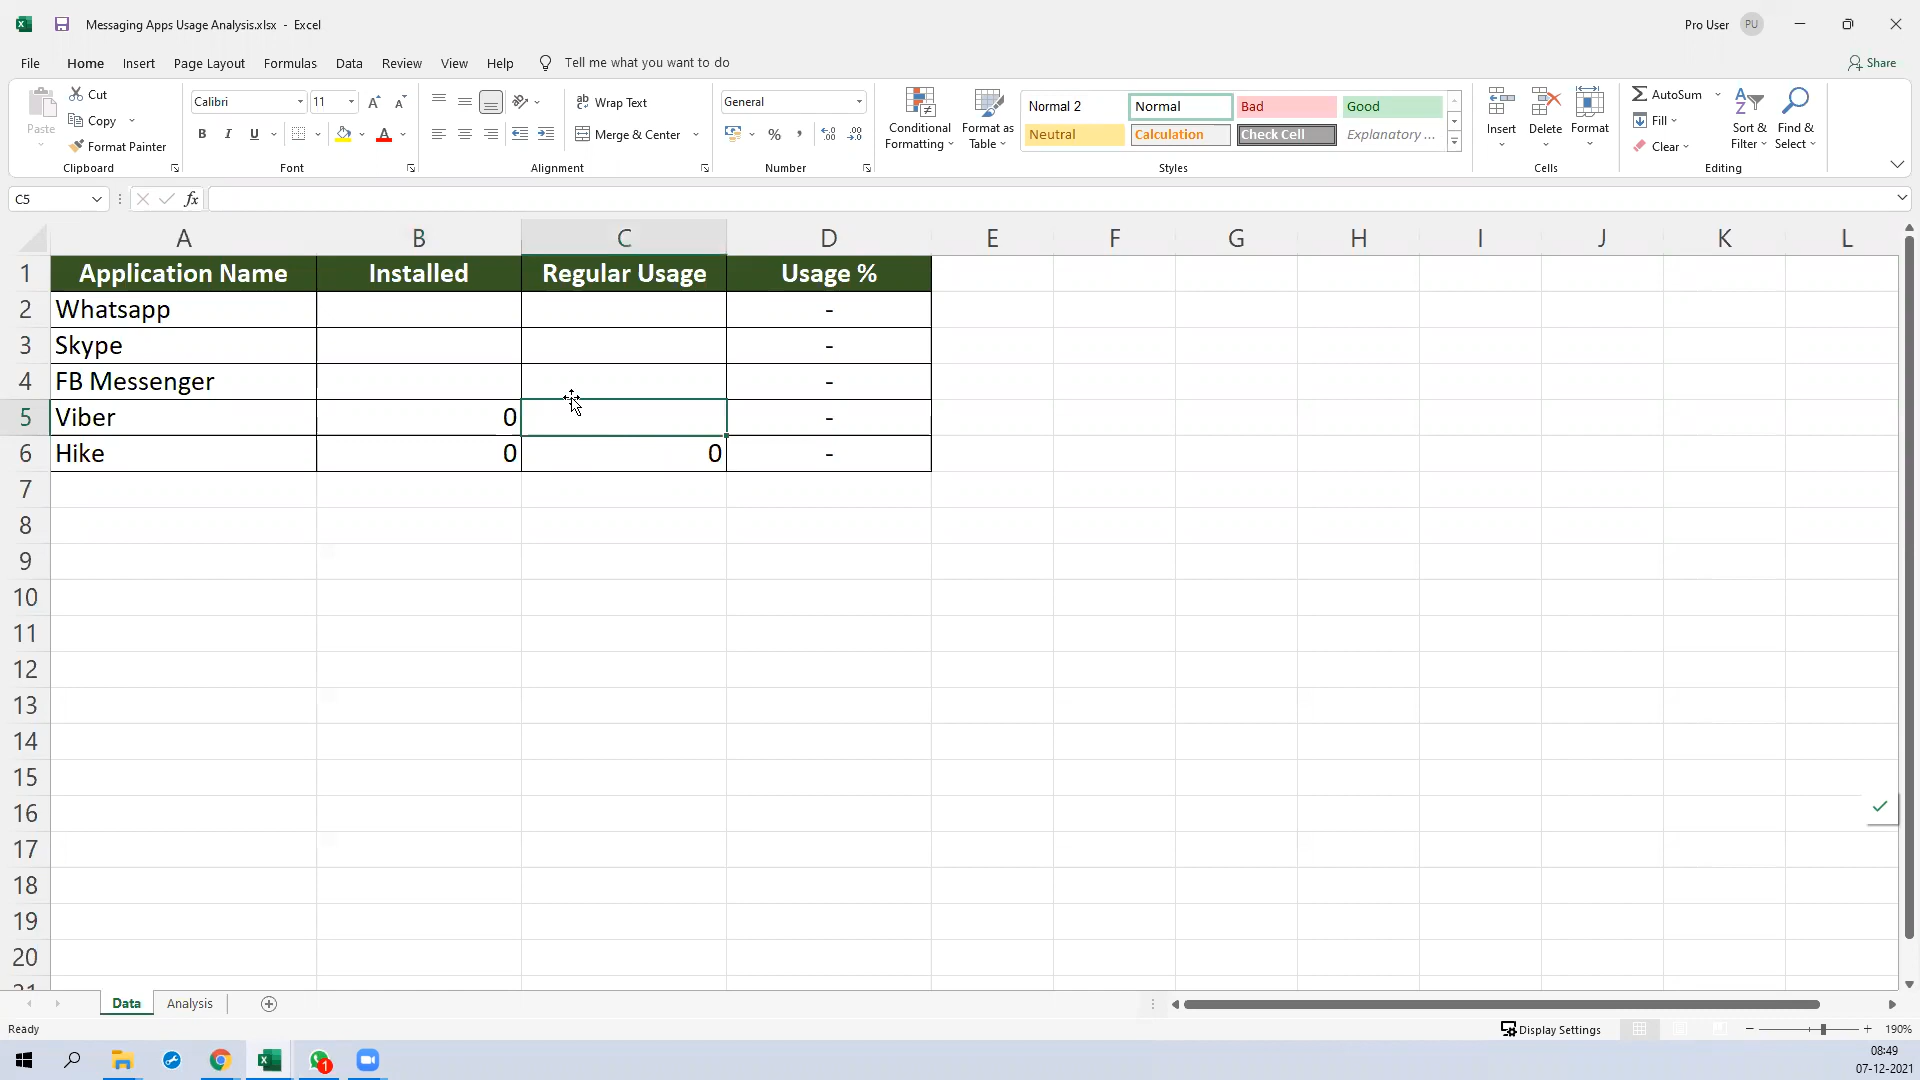 Messaging Apps Usage Analysis.xlsx - Excel
Pro User PU
File Home Insert Page Layout Formulas Data Review View Help Tell me what you want to do Share
Paste
Cut
Copy
Format Painter
Clipboard
Calibri 11
B I U
Font
Wrap Text
Merge & Center
Alignment
General
Number
Conditional Formatting
Format as Table
Normal 2 Normal Bad Good
Neutral Calculation Check Cell Explanatory ...
Styles
Insert Delete Format
Cells
AutoSum
Fill
Clear
Sort & Filter
Find & Select
Editing
C5 fx
A B C D E F G H I J K L
1 Application Name Installed Regular Usage Usage %
2 Whatsapp -
3 Skype -
4 FB Messenger -
5 Viber 0 -
6 Hike 0 0 -
7
8
9
10
11
12
13
14
15
16
17
18
19
20
21
Data Analysis
Ready Display Settings 190%
1
08:49
07-12-2021